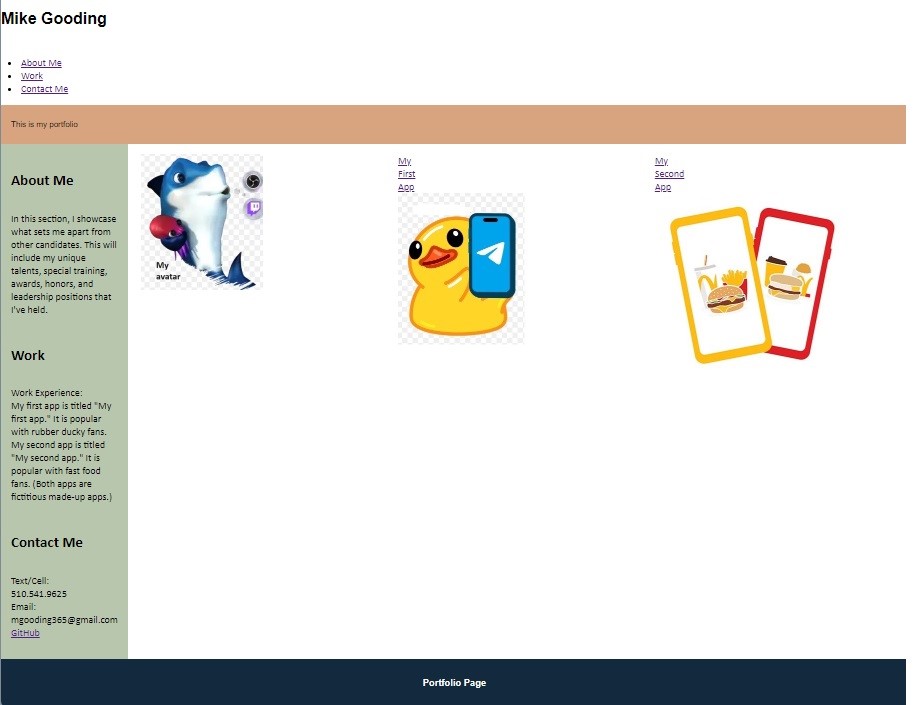 Mike Gooding
About Me
Work
Contact Me
This is my portfolio
About Me
In this section, I showcase
what sets me apart from
other candidates. This will
include my unique
talents, special training,
awards, honors, and
leadership positions that
I've held.
Work
Work Experience:
My first app is titled "My
first app." It is popular
with rubber ducky fans.
My second app is titled
"My second app." It is
popular with fast food
fans. (Both apps are
fictitious made-up apps.)
Contact Me
Text/Cell:
510.541.9625
Email:
mgooding365@gmail.com
GitHub
My
avatar
My
First
App
My
Second
App
Portfolio Page